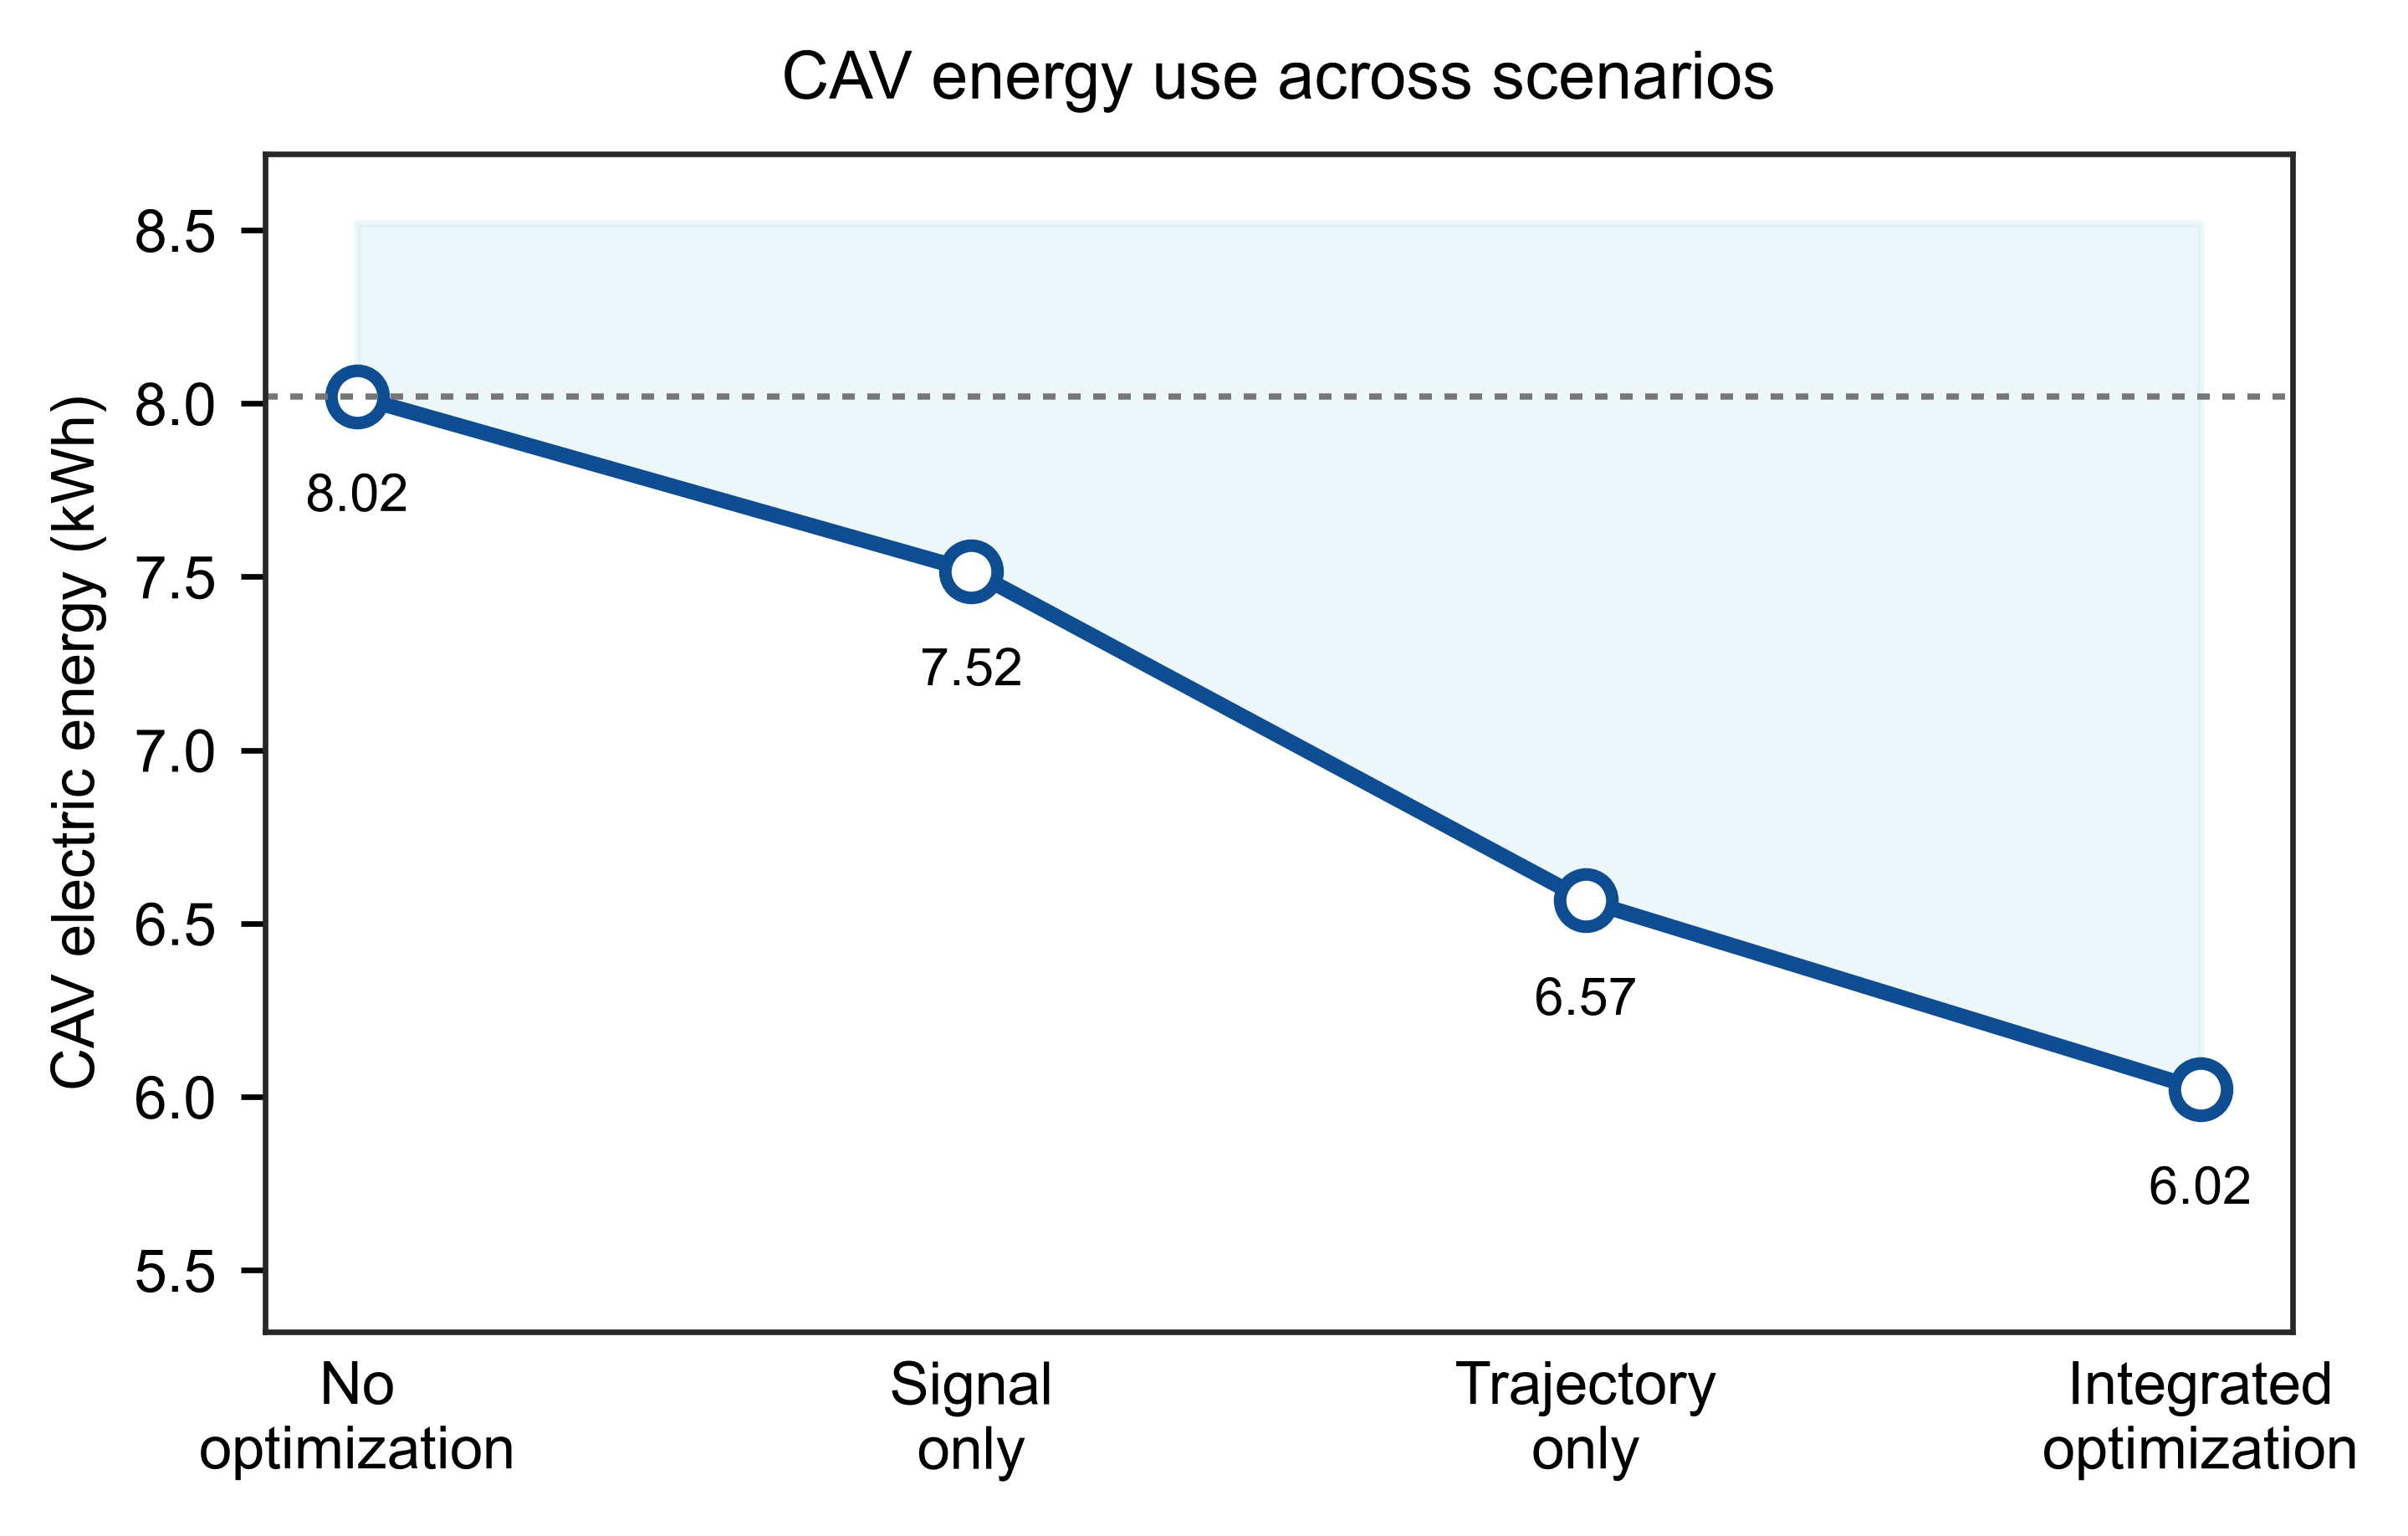 CAV energy use across scenarios
CAV electric energy (kWh)
8.5
8.0
7.5
7.0
6.5
6.0
5.5
8.02
7.52
6.57
6.02
No
optimization
Signal
only
Trajectory
only
Integrated
optimization